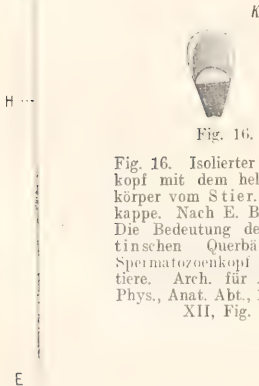 K
H
Fig. 16.
Fig. 16. Isolierter
kopf mit dem hel
körper vom Stier.
kappe. Nach E. B
Die Bedeutung de
tinschen Querbä
Spermatozoenkopf
tiere. Arch. für
Phys., Anat. Abt.,
XII, Fig.
E